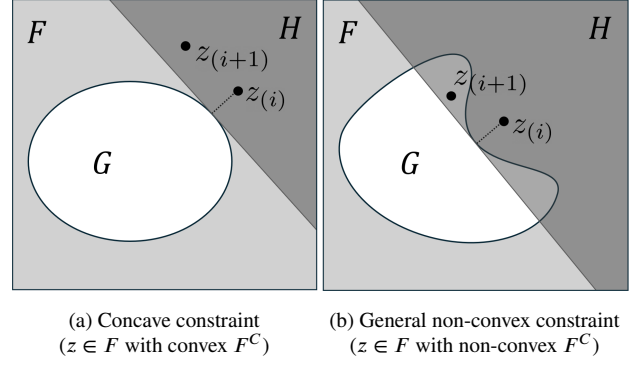 F
H
z(i+1)
z(i)
G
F
H
z(i+1)
z(i)
G
(a) Concave constraint
(z ∈ F with convex F^C)
(b) General non-convex constraint
(z ∈ F with non-convex F^C)